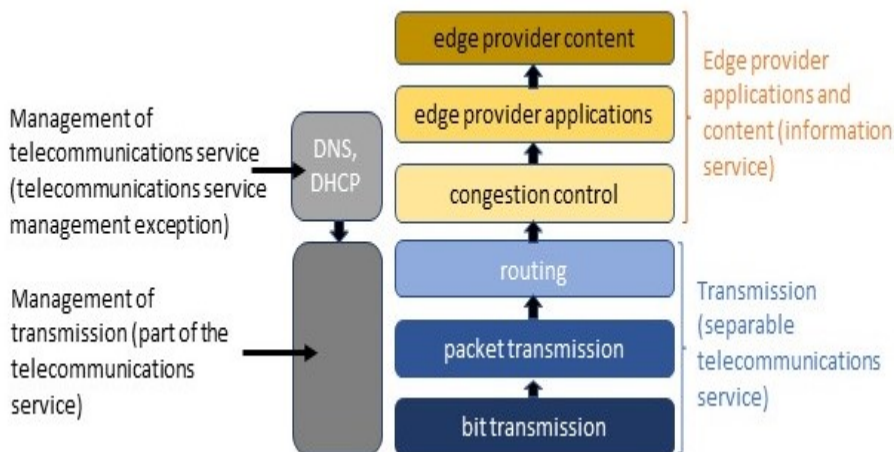 edge provider content
edge provider applications
congestion control
routing
packet transmission
bit transmission
DNS,
DHCP
Management of
telecommunications service
(telecommunications service
management exception)
Management of
transmission (part of the
telecommunications
service)
Edge provider
applications and
content (information
service)
Transmission
(separable
telecommunications
service)